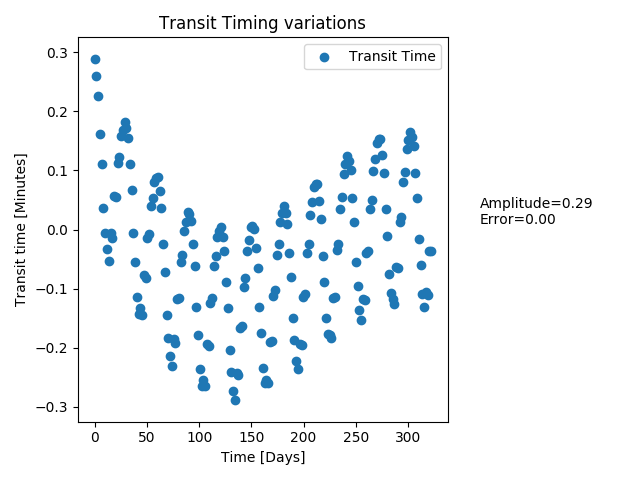 Transit Timing variations
Transit Time
Transit time [Minutes]
0.3
0.2
0.1
0.0
−0.1
−0.2
−0.3
0
50
100
150
200
250
300
Time [Days]
Amplitude=0.29
Error=0.00